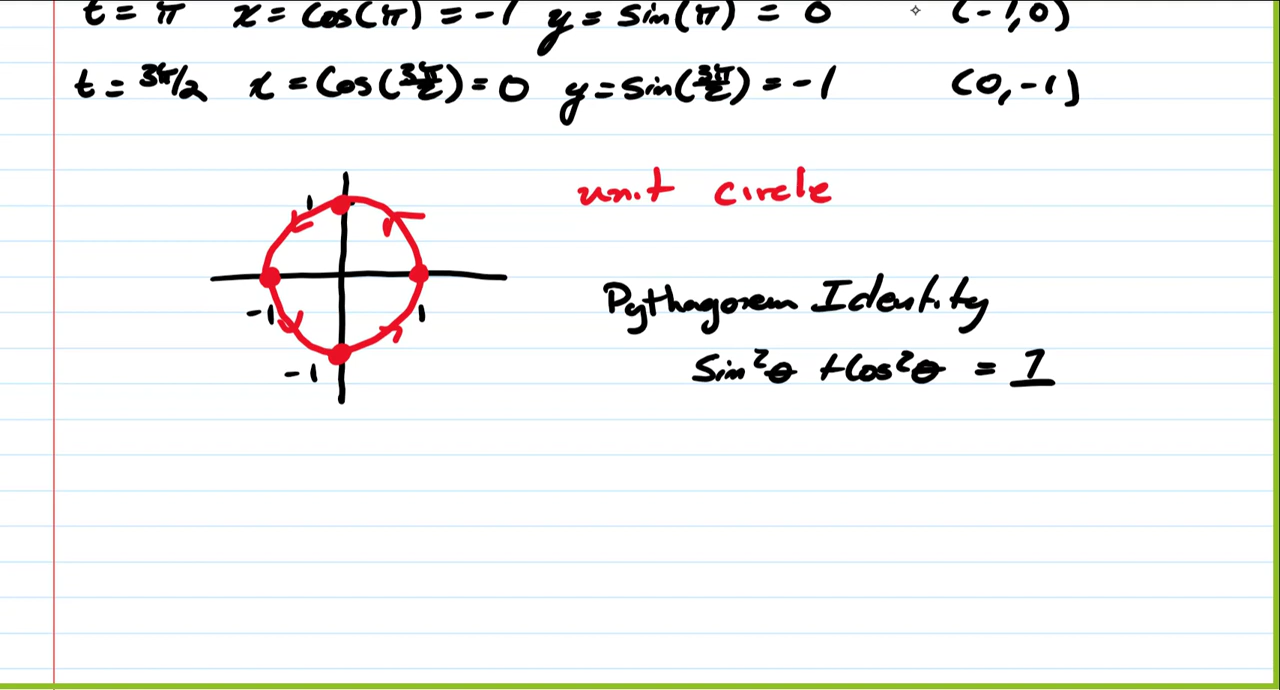 t = π x = Cos(π) = -1 y = Sin(π) = 0 (-1,0)
t = 3π/2 x = Cos(3π/2) = 0 y = Sin(3π/2) = -1 (0,-1)
1
unit circle
-1 1
-1
Pythagorem Identity
Sin²θ + Cos²θ = 1